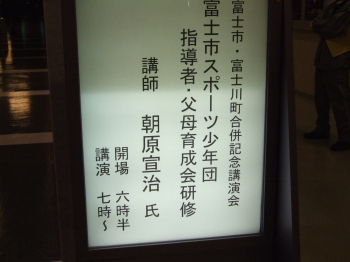 富士市・富士川町合併記念講演会
富士市スポーツ少年団
指導者・父母育成会研修
講師 朝原宣治 氏
開場 六時半
講演 七時～